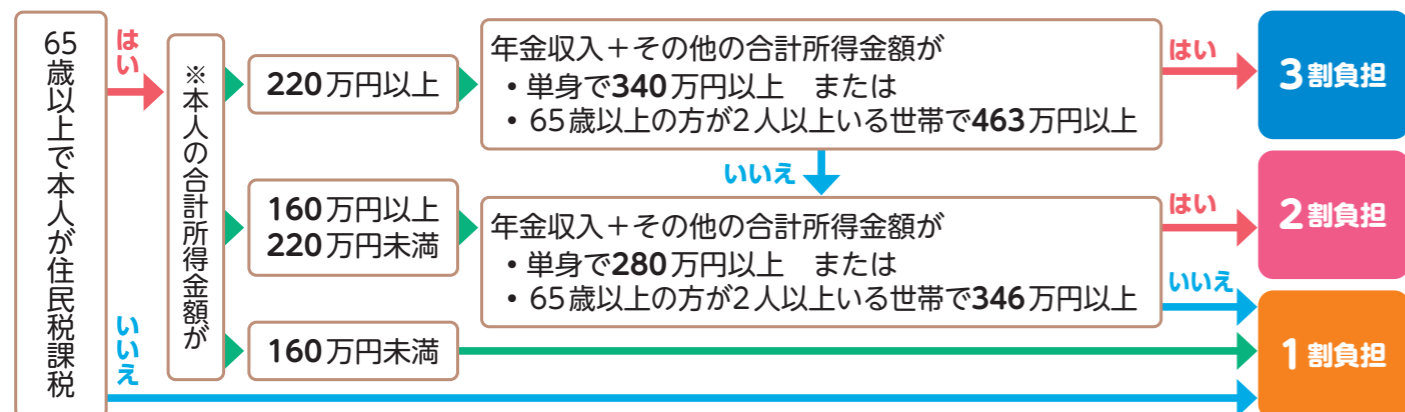 65歳以上で本人が住民税課税
はい
いいえ
※本人の合計所得金額が
220万円以上
年金収入＋その他の合計所得金額が
・単身で340万円以上　または
・65歳以上の方が2人以上いる世帯で463万円以上
はい
3割負担
いいえ
160万円以上
220万円未満
年金収入＋その他の合計所得金額が
・単身で280万円以上　または
・65歳以上の方が2人以上いる世帯で346万円以上
はい
2割負担
いいえ
160万円未満
1割負担